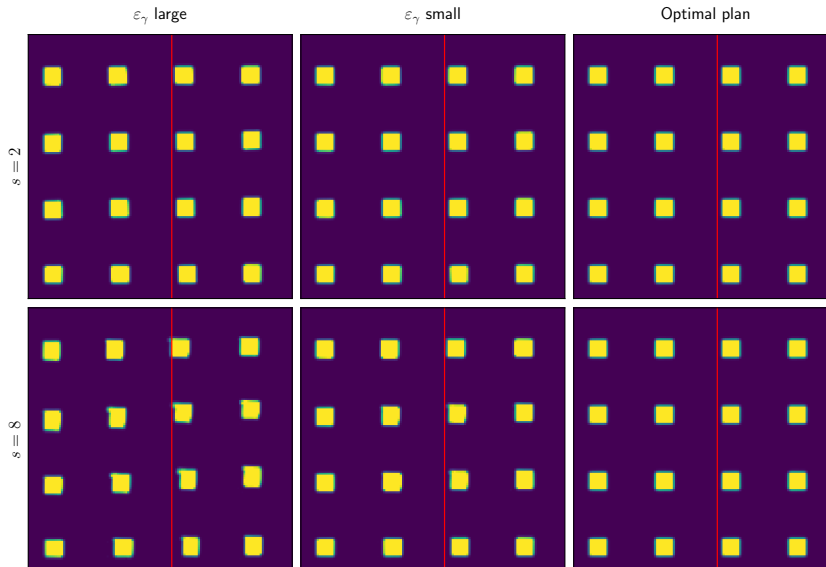 ε_γ large
ε_γ small
Optimal plan
s = 2
s = 8